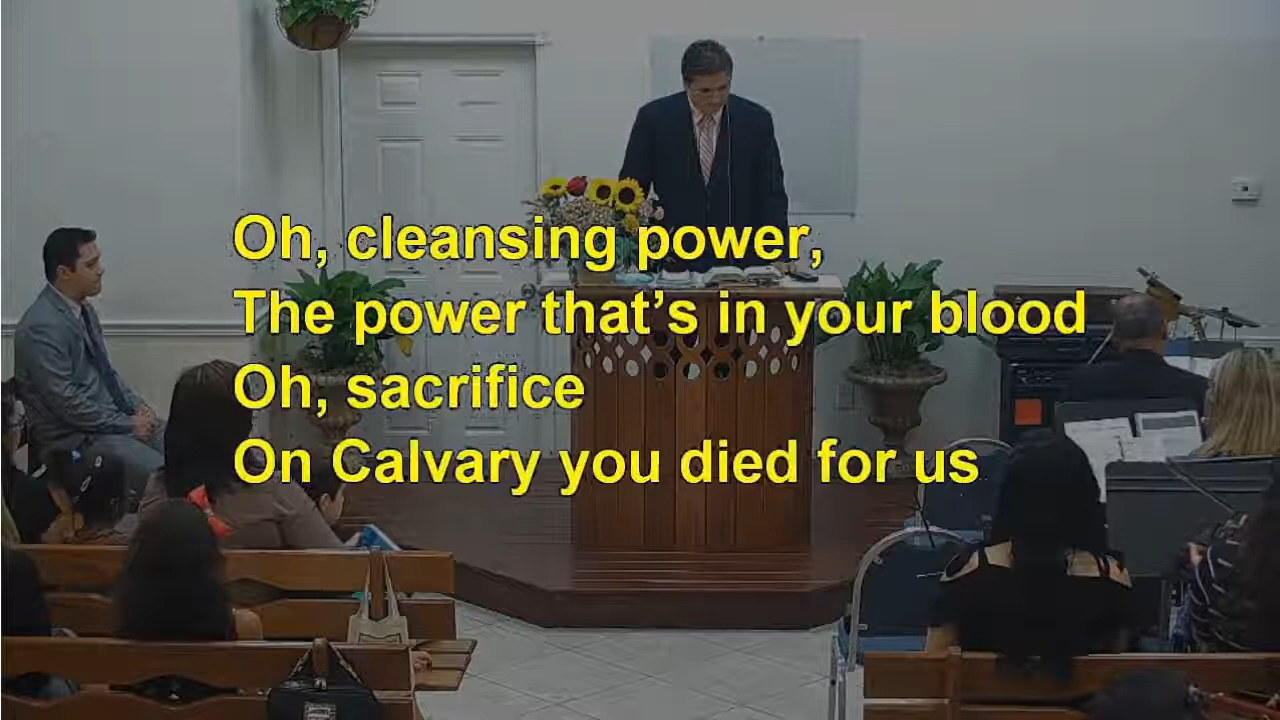 Oh, cleansing power,
The power that’s in your blood
Oh, sacrifice
On Calvary you died for us